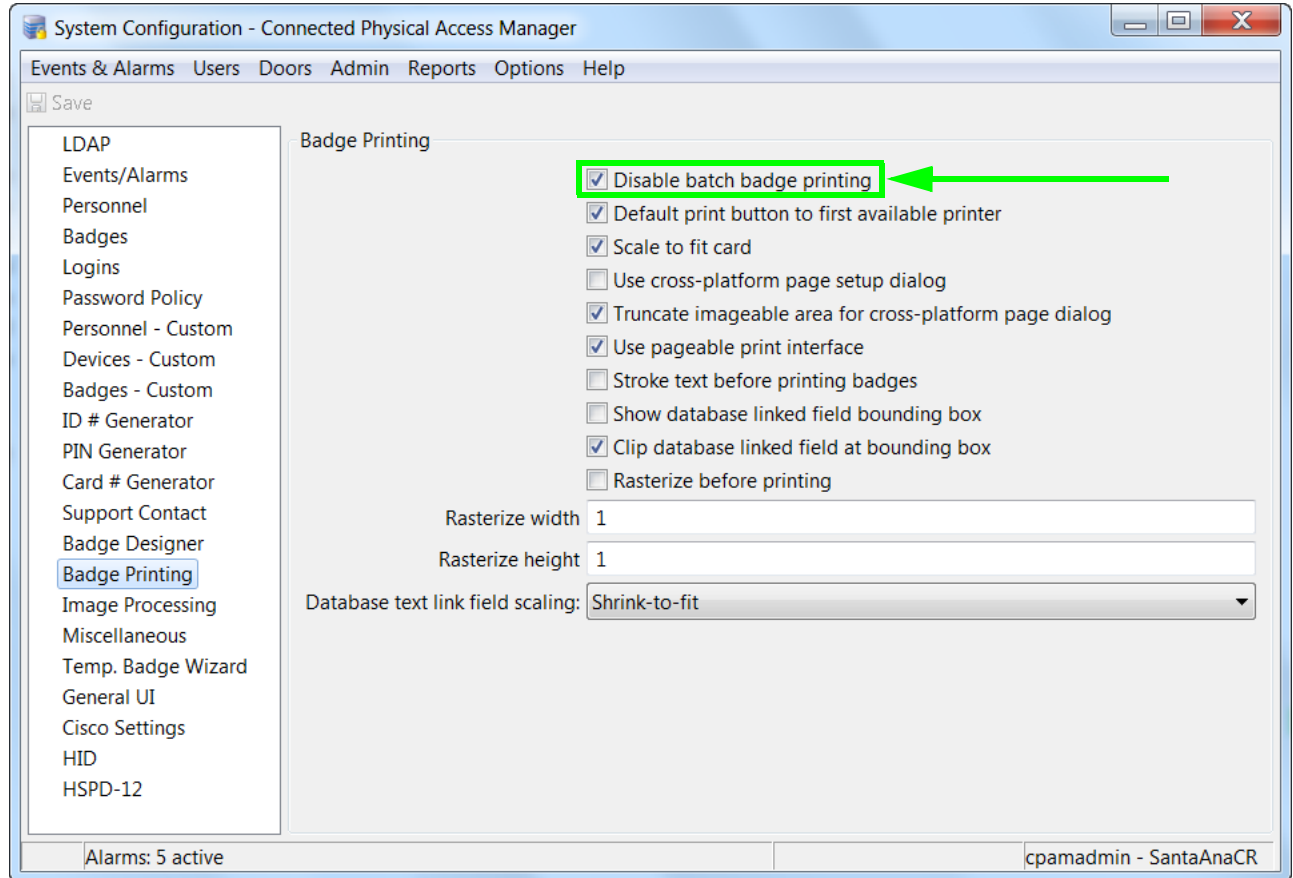 System Configuration - Connected Physical Access Manager
Events & Alarms Users Doors Admin Reports Options Help
Save
LDAP
Events/Alarms
Personnel
Badges
Logins
Password Policy
Personnel - Custom
Devices - Custom
Badges - Custom
ID # Generator
PIN Generator
Card # Generator
Support Contact
Badge Designer
Badge Printing
Image Processing
Miscellaneous
Temp. Badge Wizard
General UI
Cisco Settings
HID
HSPD-12
Badge Printing
Disable batch badge printing
Default print button to first available printer
Scale to fit card
Use cross-platform page setup dialog
Truncate imageable area for cross-platform page dialog
Use pageable print interface
Stroke text before printing badges
Show database linked field bounding box
Clip database linked field at bounding box
Rasterize before printing
Rasterize width 1
Rasterize height 1
Database text link field scaling: Shrink-to-fit
Alarms: 5 active
cpamadmin - SantaAnaCR